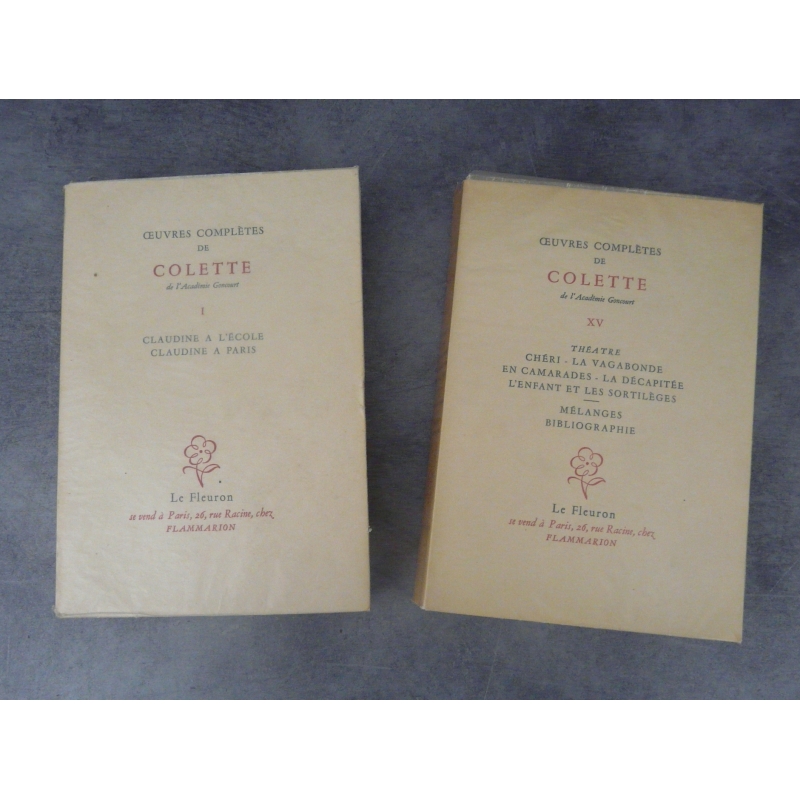 ŒUVRES COMPLÈTES
DE
COLETTE
de l'Académie Goncourt
I
CLAUDINE A L'ÉCOLE
CLAUDINE A PARIS
Le Fleuron
se vend à Paris, 26, rue Racine, chez
FLAMMARION
ŒUVRES COMPLÈTES
DE
COLETTE
de l'Académie Goncourt
XV
THÉATRE
CHÉRI - LA VAGABONDE
EN CAMARADES - LA DÉCAPITÉE
L'ENFANT ET LES SORTILÈGES
MÉLANGES
BIBLIOGRAPHIE
Le Fleuron
se vend à Paris, 26, rue Racine, chez
FLAMMARION